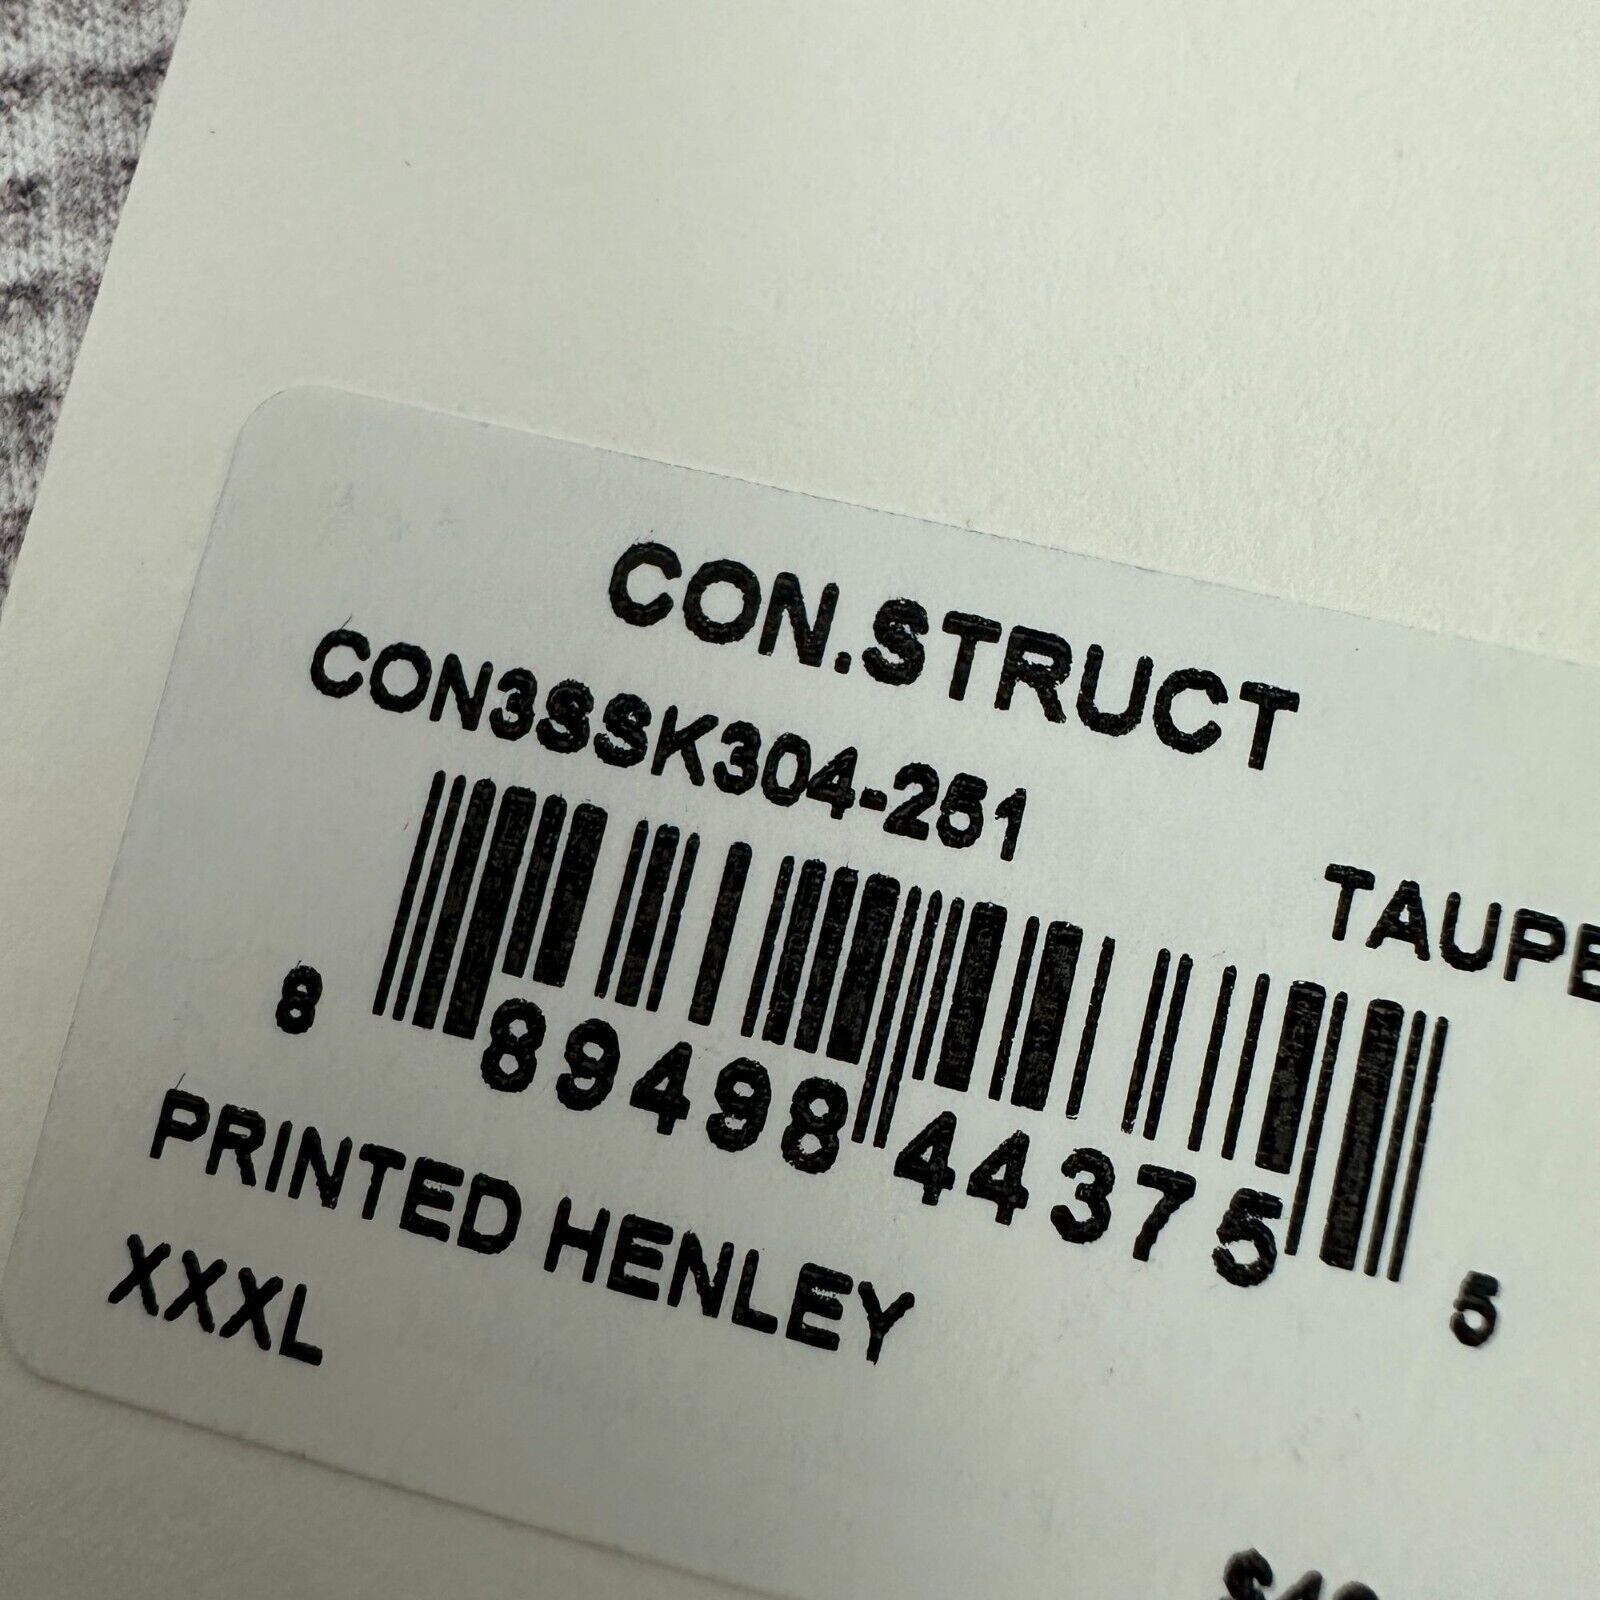 CON.STRUCT
CON3SSK304-251
TAUPE
8 89498 44375 5
PRINTED HENLEY
XXXL